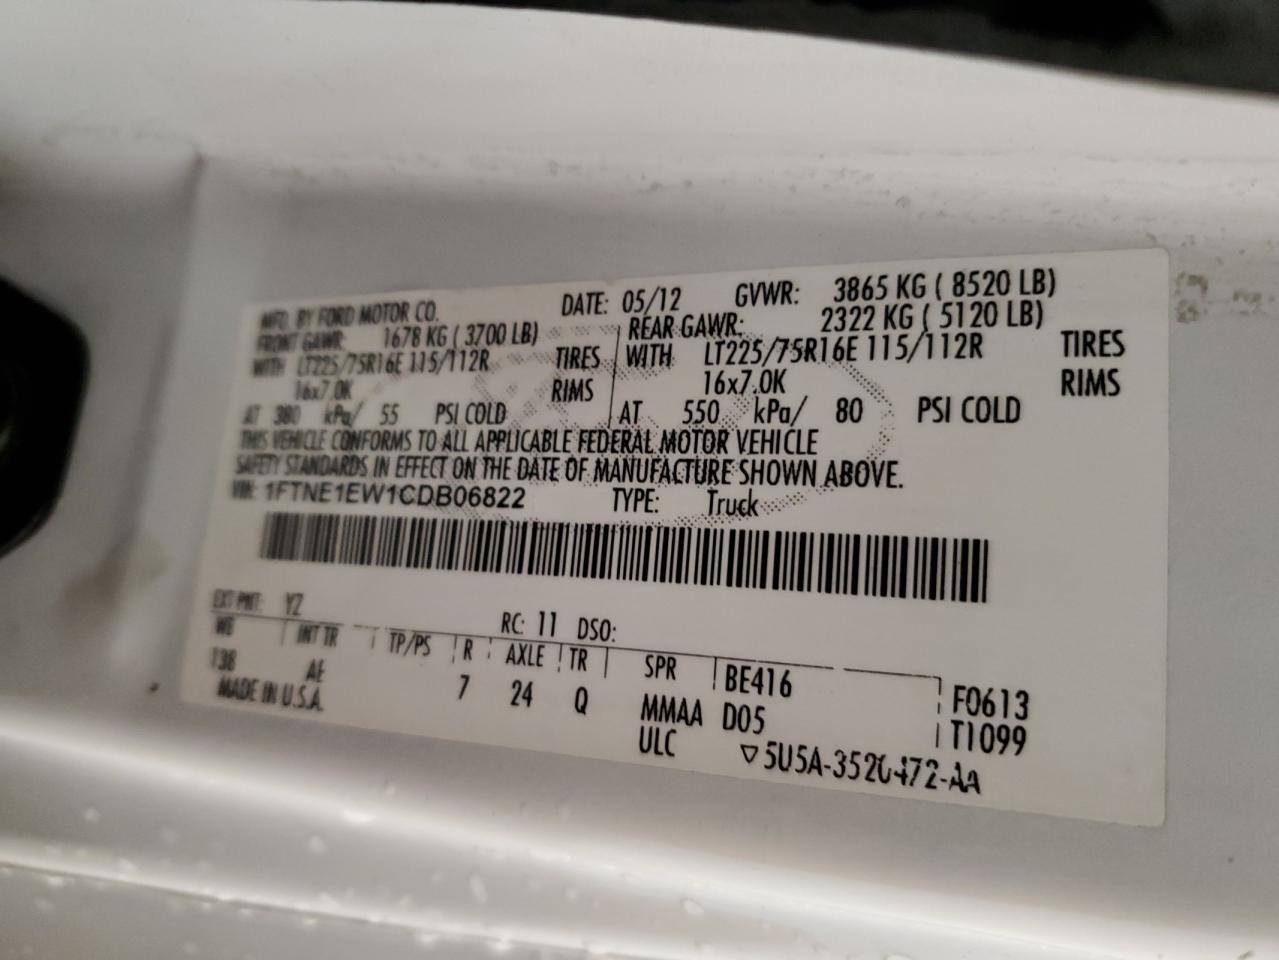 MFD. BY FORD MOTOR CO.
DATE: 05/12 GVWR: 3865 KG ( 8520 LB)
FRONT GAWR: 1678 KG ( 3700 LB)
REAR GAWR: 2322 KG ( 5120 LB)
WITH LT225/75R16E 115/112R TIRES
WITH LT225/75R16E 115/112R TIRES
16x7.0K RIMS
16x7.0K RIMS
AT 380 kPa/ 55 PSI COLD
AT 550 kPa/ 80 PSI COLD
THIS VEHICLE CONFORMS TO ALL APPLICABLE FEDERAL MOTOR VEHICLE
SAFETY STANDARDS IN EFFECT ON THE DATE OF MANUFACTURE SHOWN ABOVE.
VIN: 1FTNE1EW1CDB06822 TYPE: Truck
EXT PNT: YZ RC: 11 DSO:
WB INT TR TP/PS R AXLE TR SPR BE416 F0613
138 AE 7 24 Q MMAA D05 T1099
MADE IN U.S.A. ULC ▽5U5A-3520472-AA